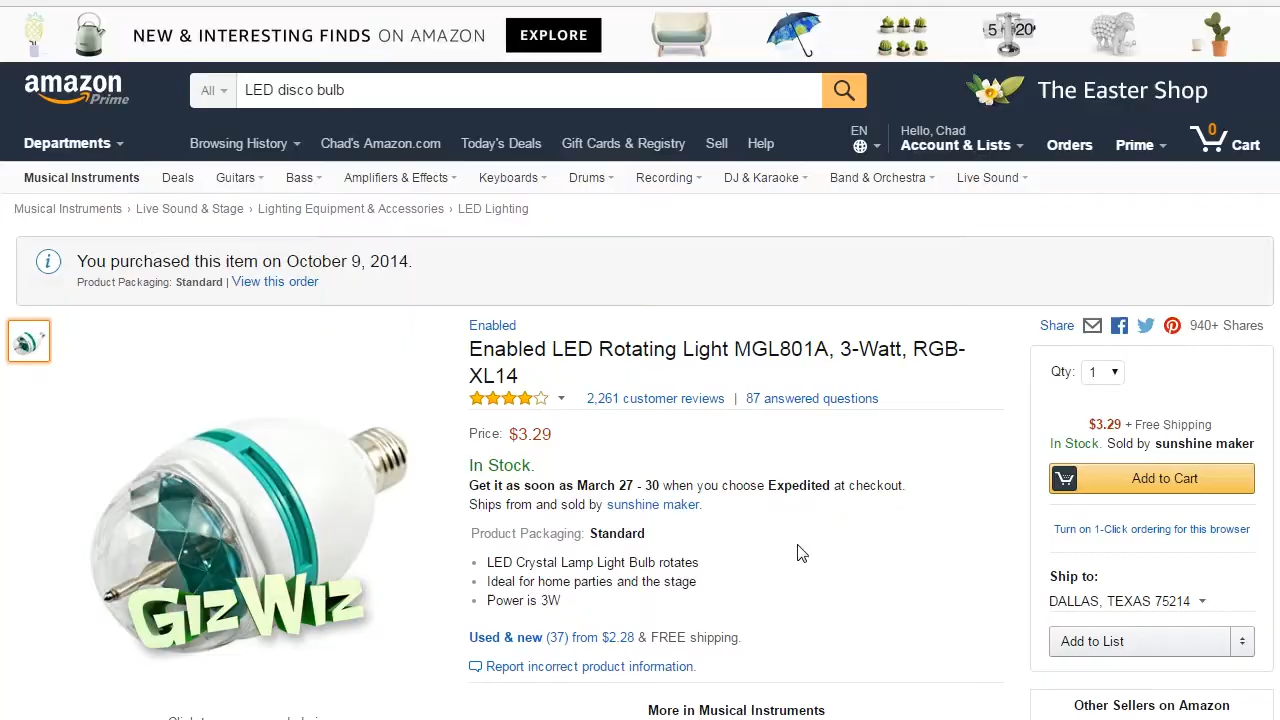 NEW & INTERESTING FINDS ON AMAZON EXPLORE
5 20
amazon Prime
All LED disco bulb
The Easter Shop
Departments Browsing History Chad's Amazon.com Today's Deals Gift Cards & Registry Sell Help
EN
Hello, Chad
Account & Lists Orders Prime 0 Cart
Musical Instruments Deals Guitars Bass Amplifiers & Effects Keyboards Drums Recording DJ & Karaoke Band & Orchestra Live Sound
Musical Instruments › Live Sound & Stage › Lighting Equipment & Accessories › LED Lighting
i You purchased this item on October 9, 2014.
Product Packaging: Standard | View this order
Enabled
Enabled LED Rotating Light MGL801A, 3-Watt, RGB-
XL14
2,261 customer reviews | 87 answered questions
Price: $3.29
In Stock.
Get it as soon as March 27 - 30 when you choose Expedited at checkout.
Ships from and sold by sunshine maker.
Product Packaging: Standard
• LED Crystal Lamp Light Bulb rotates
• Ideal for home parties and the stage
• Power is 3W
Used & new (37) from $2.28 & FREE shipping.
Report incorrect product information.
More in Musical Instruments
GizWiz
Share 940+ Shares
Qty: 1
$3.29 + Free Shipping
In Stock. Sold by sunshine maker
Add to Cart
Turn on 1-Click ordering for this browser
Ship to:
DALLAS, TEXAS 75214
Add to List
Other Sellers on Amazon